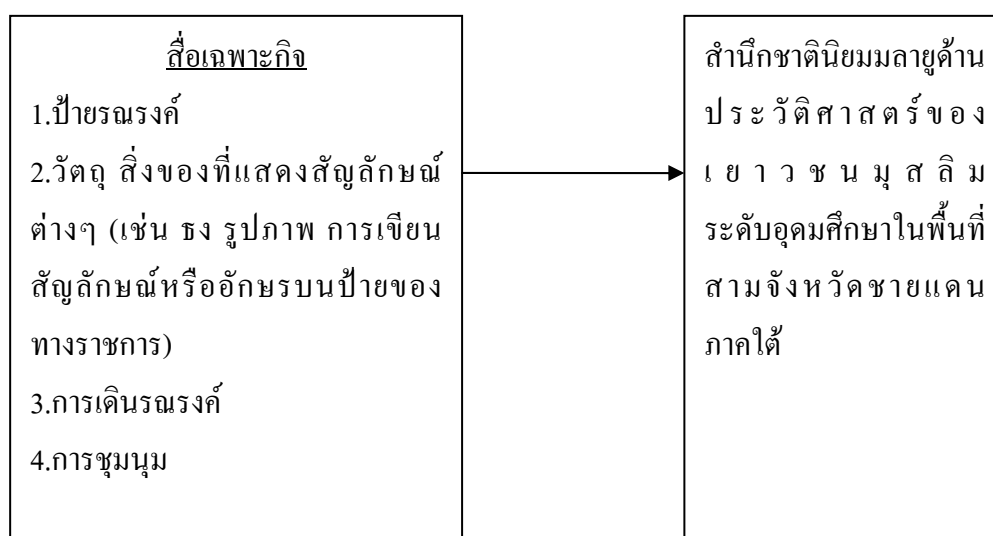 สื่อเฉพาะกิจ
1.ป้ายรณรงค์
2.วัตถุ สิ่งของที่แสดงสัญลักษณ์
ต่างๆ (เช่น ธง รูปภาพ การเขียน
สัญลักษณ์หรืออักษรบนป้ายของ
ทางราชการ)
3.การเดินรณรงค์
4.การชุมนุม
สำนึกชาตินิยมมลายูด้าน
ประวัติศาสตร์ของ
เยาวชนมุสลิม
ระดับอุดมศึกษาในพื้นที่
สามจังหวัดชายแดน
ภาคใต้